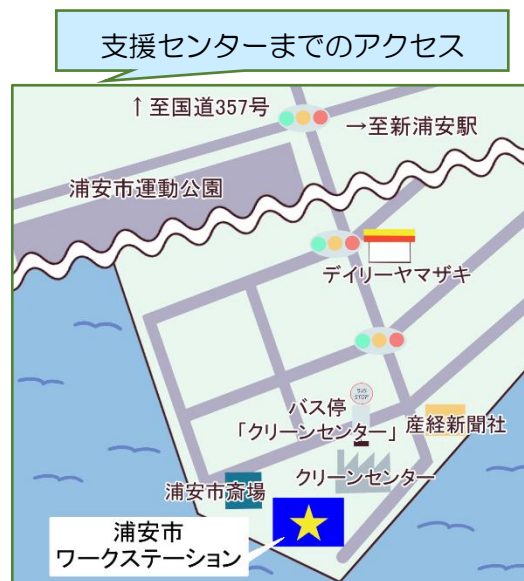 支援センターまでのアクセス
↑至国道357号
→至新浦安駅
浦安市運動公園
デイリーヤマザキ
BUS
STOP
バス停
「クリーンセンター」
産経新聞社
クリーンセンター
浦安市斎場
浦安市
ワークステーション